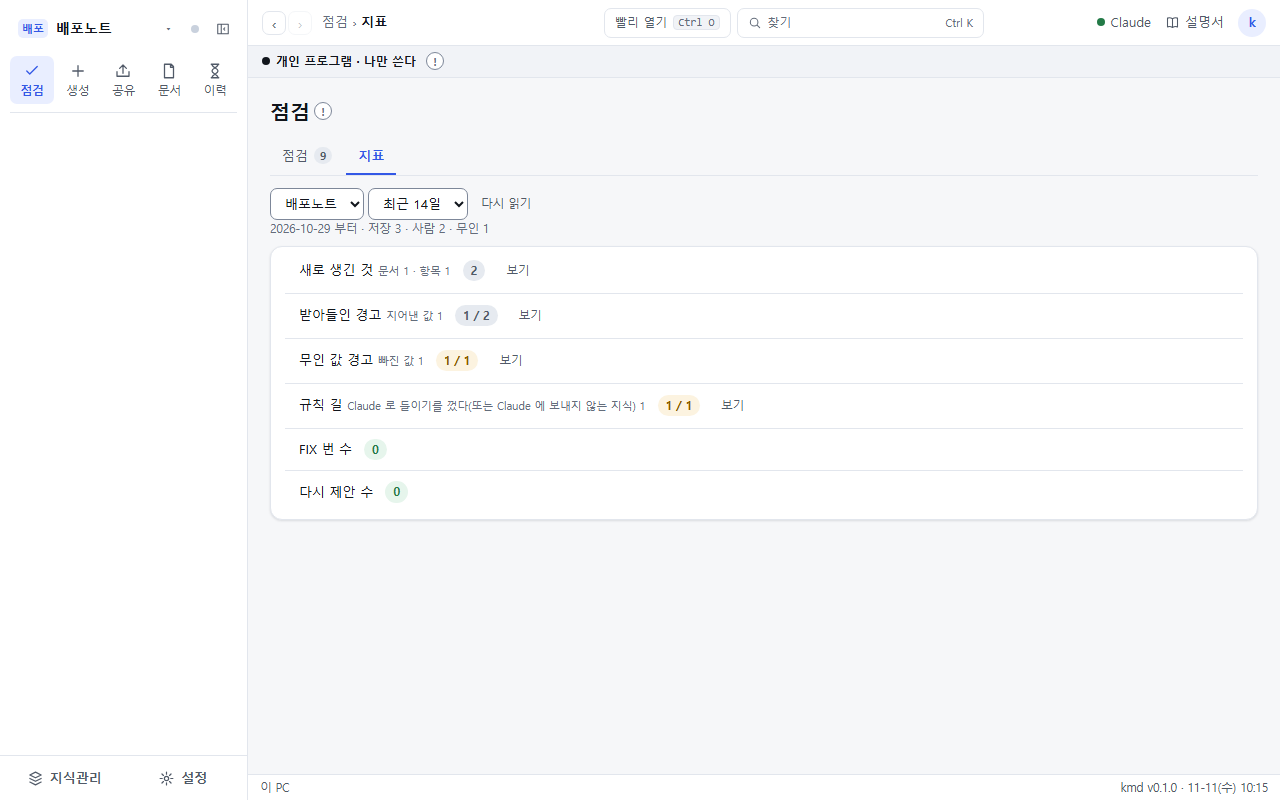 배포 배포노트
점검 생성 공유 문서 이력
지식관리 설정
‹ › 점검 › 지표
빨리 열기 Ctrl O
찾기 Ctrl K
Claude 설명서 k
개인 프로그램 · 나만 쓴다 !
점검 !
점검 9 지표
배포노트 최근 14일 다시 읽기
2026-10-29 부터 · 저장 3 · 사람 2 · 무인 1
새로 생긴 것 문서 1 · 항목 1 2 보기
받아들인 경고 지어낸 값 1 1 / 2 보기
무인 값 경고 빠진 값 1 1 / 1 보기
규칙 길 Claude 로 들이기를 껐다(또는 Claude 에 보내지 않는 지식) 1 1 / 1 보기
FIX 번 수 0
다시 제안 수 0
이 PC
kmd v0.1.0 · 11-11(수) 10:15